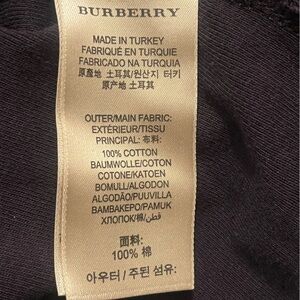 BURBERRY
MADE IN TURKEY
FABRIQUÉ EN TURQUIE
FABRICADO NA TURQUIA
原產地 土耳其/원산지 터키
原产地 土耳其
OUTER/MAIN FABRIC:
EXTÉRIEUR/TISSU
PRINCIPAL: 布料:
100% COTTON
BAUMWOLLE/COTON
COTONE/KATOEN
BOMULL/ALGODON
ALGODÃO/PUUVILLA
ΒΑΜΒΑΚΕΡΟ/PAMUK
ХЛОПОК/棉/قطن
面料:
100% 棉
아우터 / 주된 섬유: